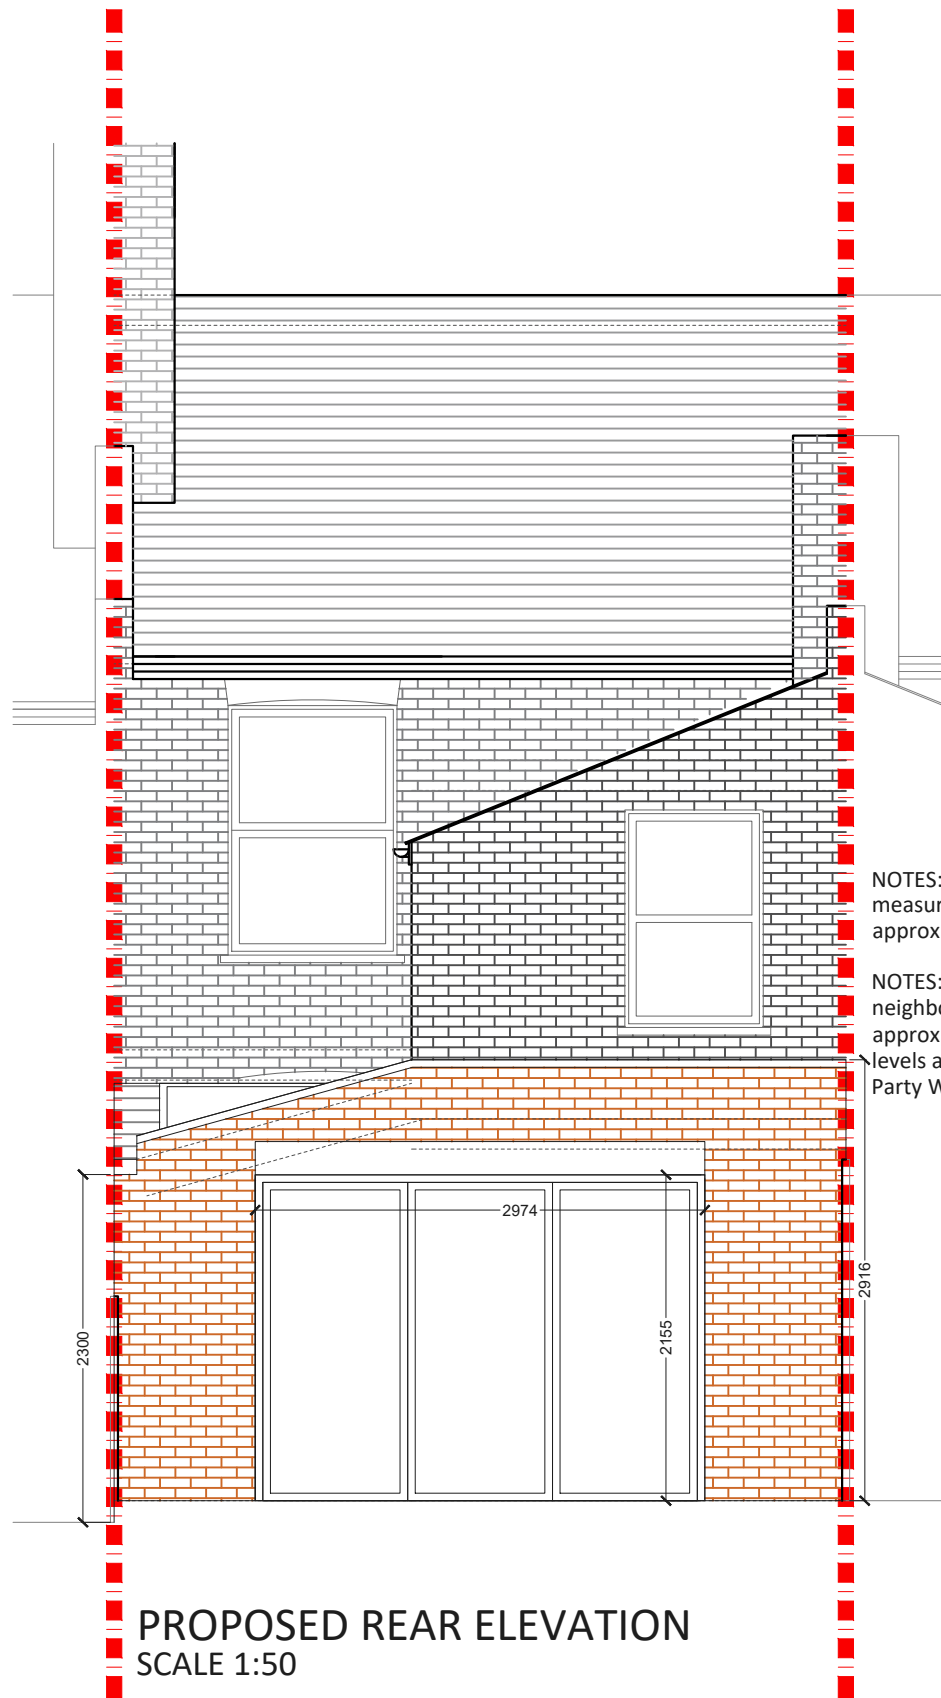 NOTES:
measur
approx
NOTES:
neighbo
approx
levels a
Party W
2974
2916
2155
2300
PROPOSED REAR ELEVATION
SCALE 1:50